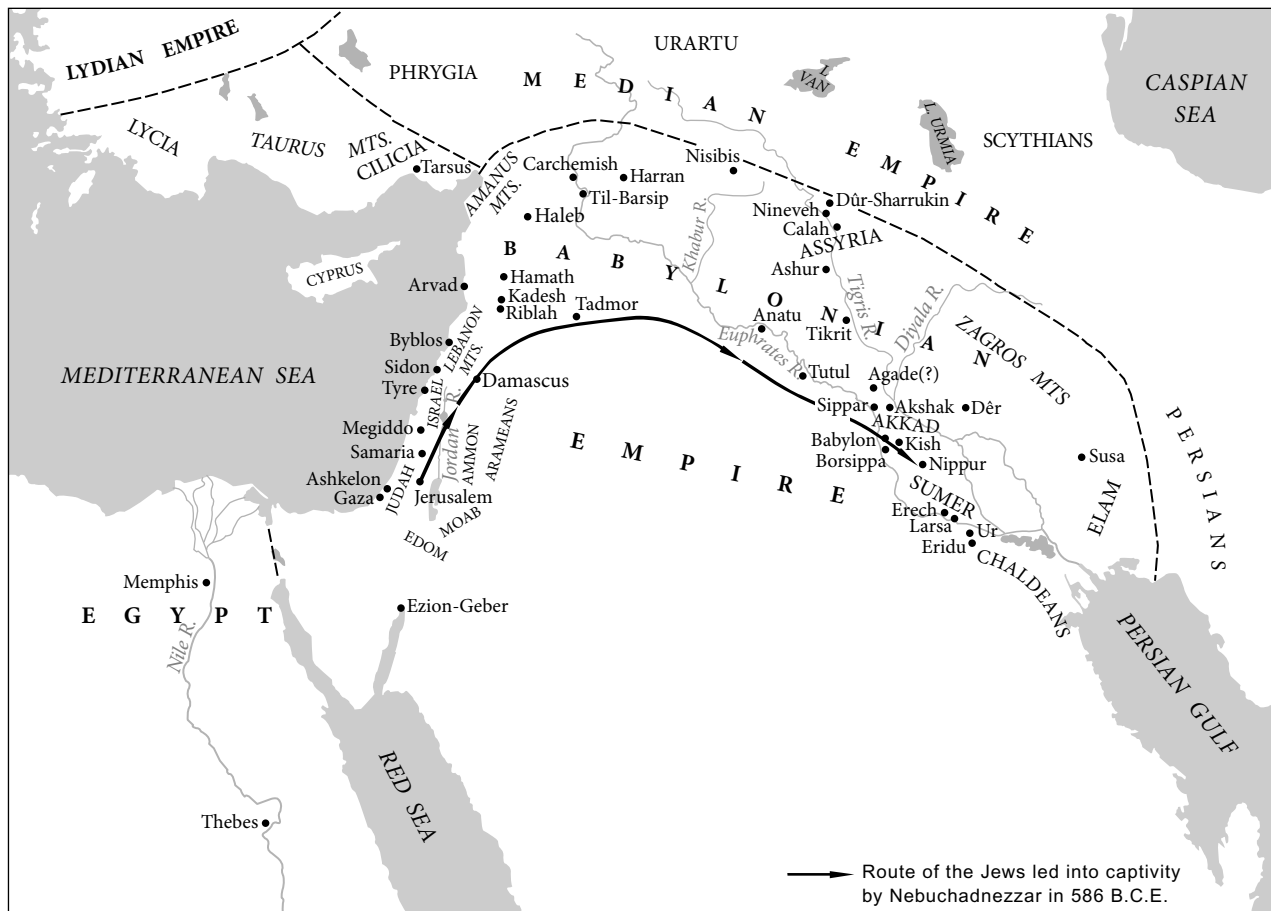 LYDIAN EMPIRE
PHRYGIA
URARTU
MEDIAN EMPIRE
L. VAN
L. URMIA
SCYTHIANS
CASPIAN
SEA
LYCIA
TAURUS MTS.
CILICIA
Tarsus
AMANUS
MTS.
Carchemish
Harran
Nisibis
Til-Barsip
Haleb
Khabur R.
Dûr-Sharrukin
Nineveh
Calah
ASSYRIA
Ashur
BABYLONIAN
CYPRUS
Arvad
Hamath
Kadesh
Riblah
Tadmor
Anatu
Tigris R.
Tikrit
Diyala R.
ZAGROS MTS
Byblos
LEBANON
MTS.
Euphrates R.
MEDITERRANEAN SEA
Sidon
Tyre
ISRAEL
Damascus
Tutul
Agade(?)
Sippar
Akshak
Dêr
Megiddo
Jordan R.
AMMON
ARAMEANS
EMPIRE
AKKAD
Samaria
Babylon
Kish
Borsippa
Nippur
Susa
PERSIANS
Ashkelon
Gaza
JUDAH
Jerusalem
MOAB
EDOM
SUMER
Erech
Larsa
Ur
Eridu
ELAM
CHALDEANS
Memphis
EGYPT
Nile R.
Ezion-Geber
PERSIAN GULF
RED SEA
Thebes
Route of the Jews led into captivity
by Nebuchadnezzar in 586 B.C.E.